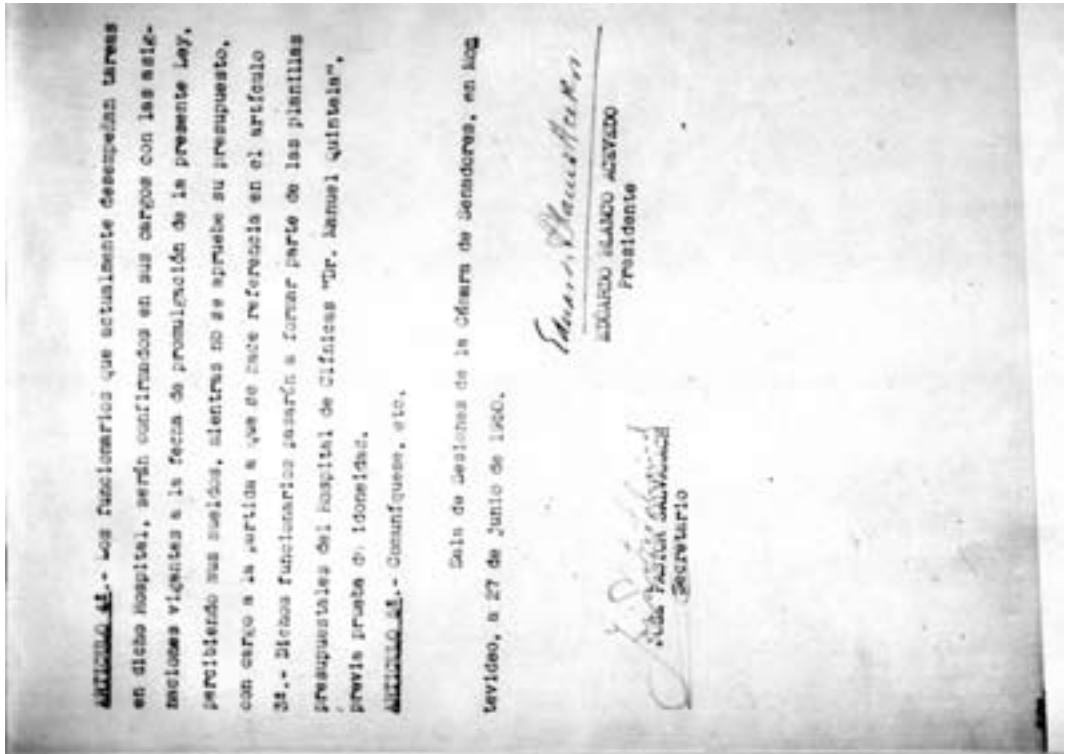 ARTICULO 4º.- Los funcionarios que actualmente desempeñan tareas
en dicho Hospital, serán confirmados en sus cargos con las asig-
naciones vigentes a la fecha de promulgación de la presente Ley,
percibiendo sus sueldos, mientras no se apruebe su presupuesto,
con cargo a la partida a que se hace referencia en el artículo
3º.- Dichos funcionarios pasarán a formar parte de las planillas
presupuestales del Hospital de Clínicas "Dr. Manuel Quintela",
previa prueba de idoneidad.
ARTICULO .- Comuníquese, etc.
Sala de Sesiones de la Cámara de Senadores, en Mon
tevideo, a 27 de Junio de 1950.
EDUARDO BLANCO ACEVEDO
Presidente
Secretario